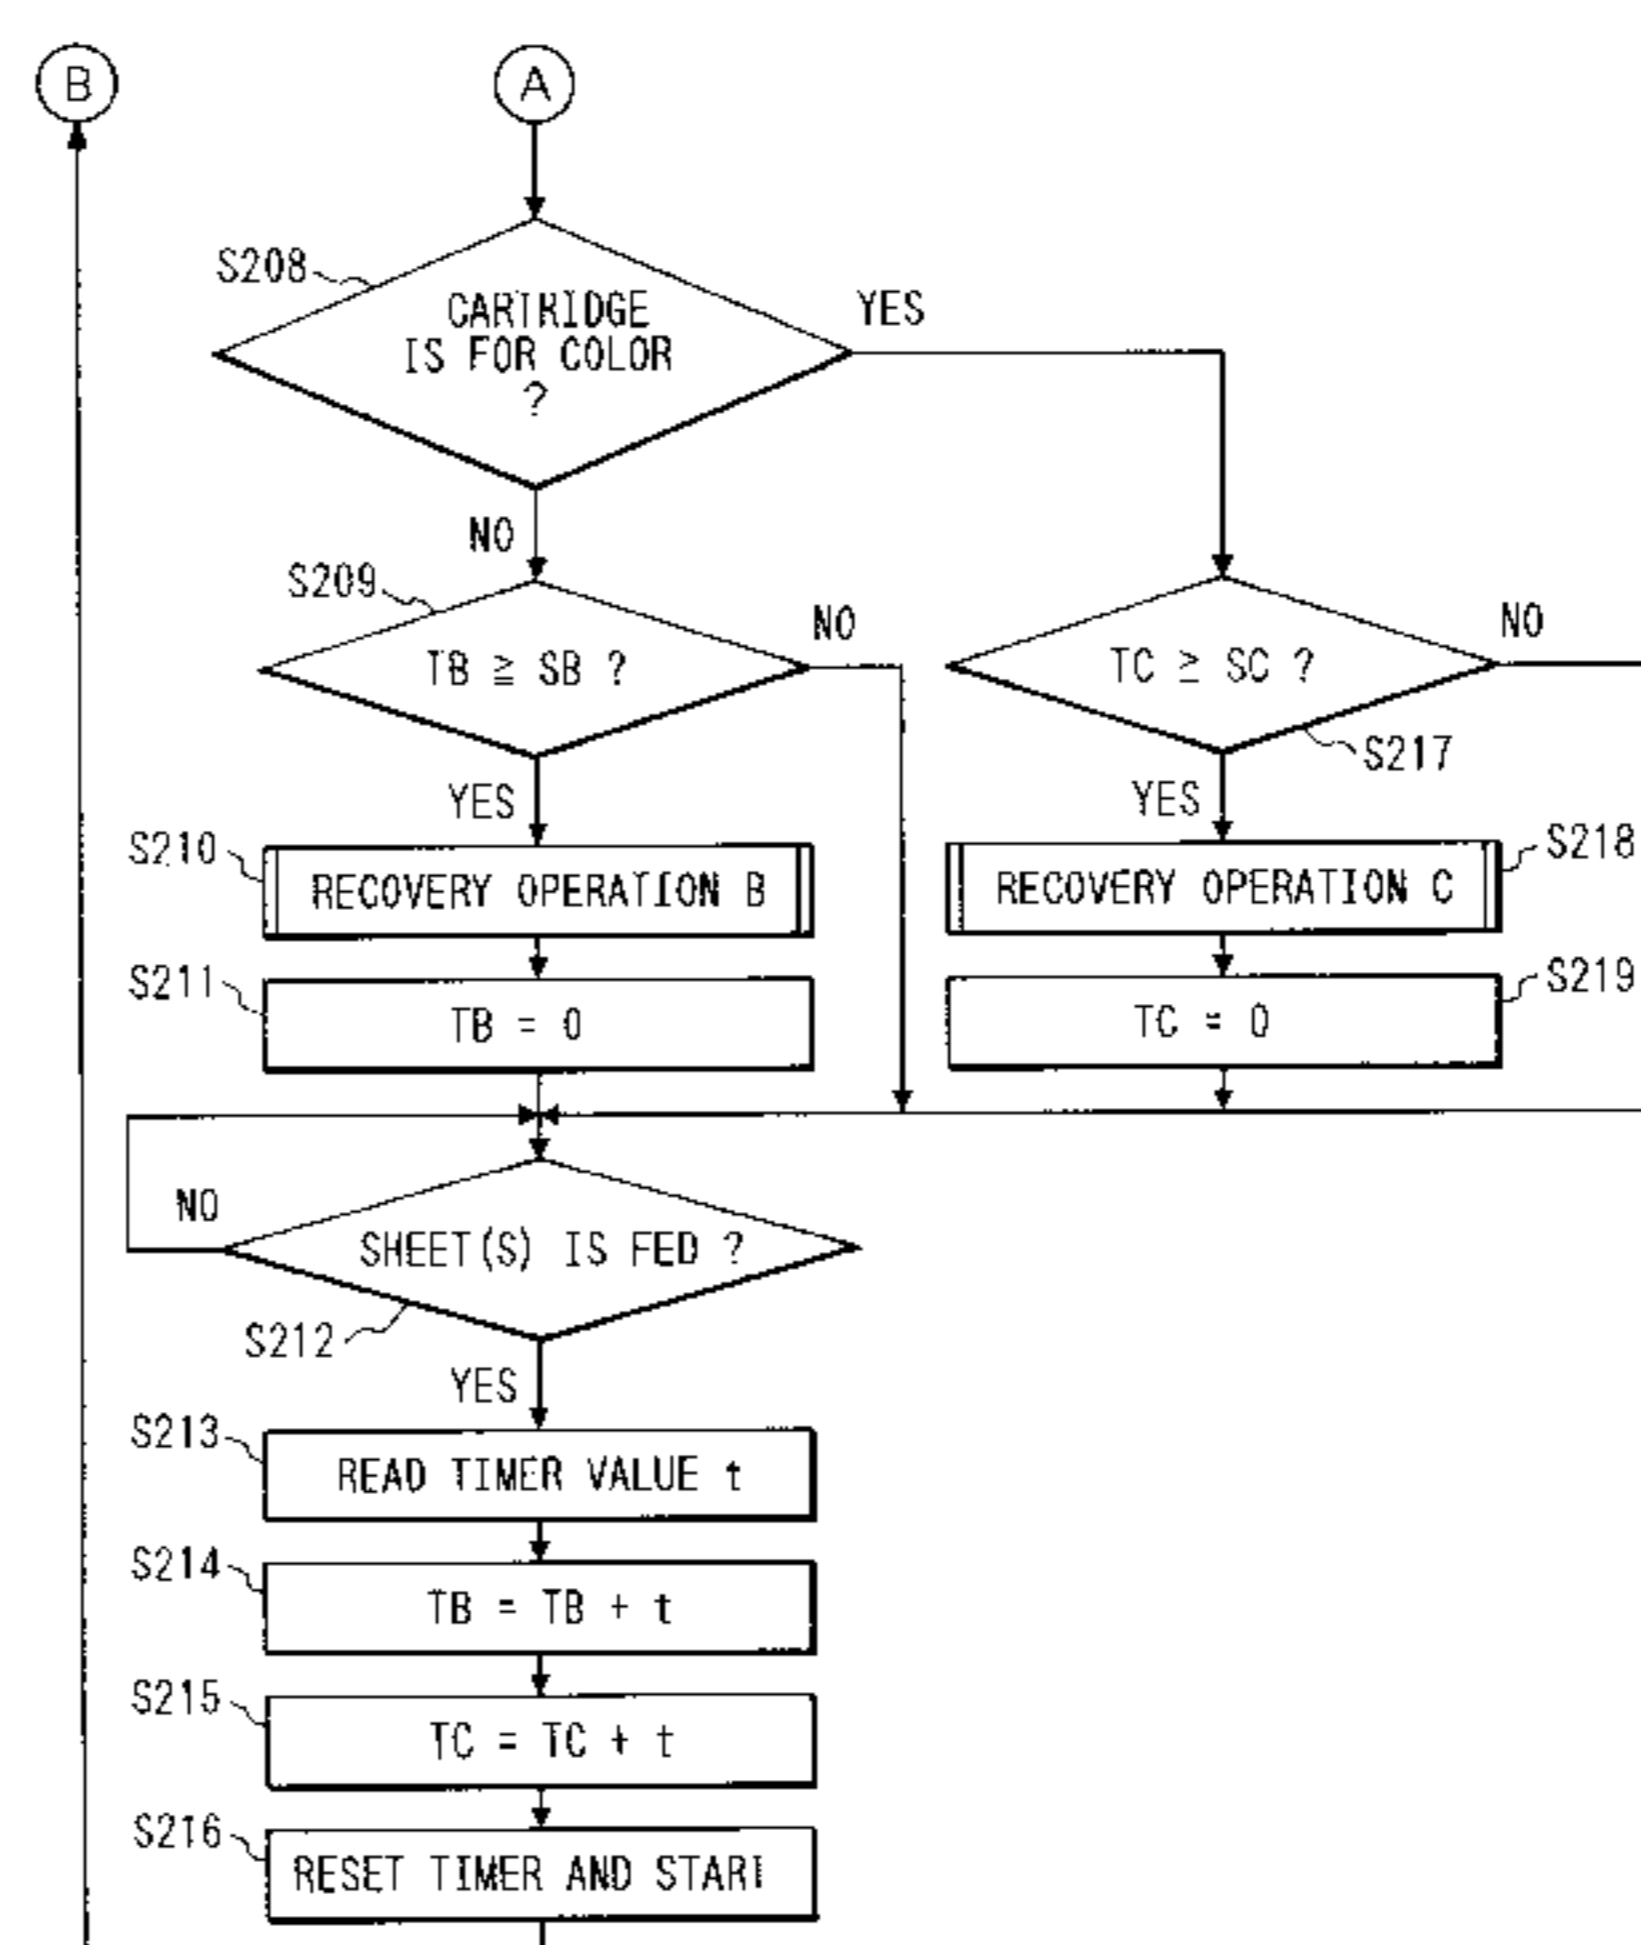 B
A
S208
CARTRIDGE
IS FOR COLOR
?
YES
NO
S209
TB ≧ SB ?
NO
TC ≥ SC ?
NO
S217
YES
YES
S210
RECOVERY OPERATION B
RECOVERY OPERATION C
S218
S211
TB = 0
TC = 0
S219
NO
SHEET(S) IS FED ?
S212
YES
S213
READ TIMER VALUE t
S214
TB = TB + t
S215
TC = TC + t
S216
RESET TIMER AND START